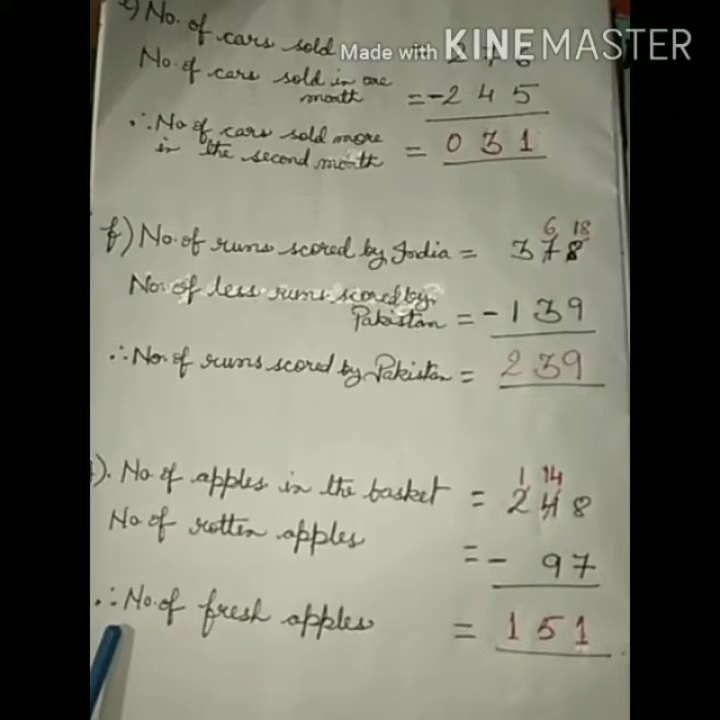 e) No. of cars sold 276
Made with KINEMASTER
No. of cars sold in one
month = - 2 4 5
∴ No of cars sold more
in the second month = 0 3 1
6 18
f) No. of runs scored by India = 3 7 8
No. of less runs scored by
Pakistan = - 1 3 9
∴ No. of runs scored by Pakistan = 2 3 9
1 14
). No of apples in the basket = 2 4 8
No. of rotten apples = - 9 7
∴ No. of fresh apples = 1 5 1